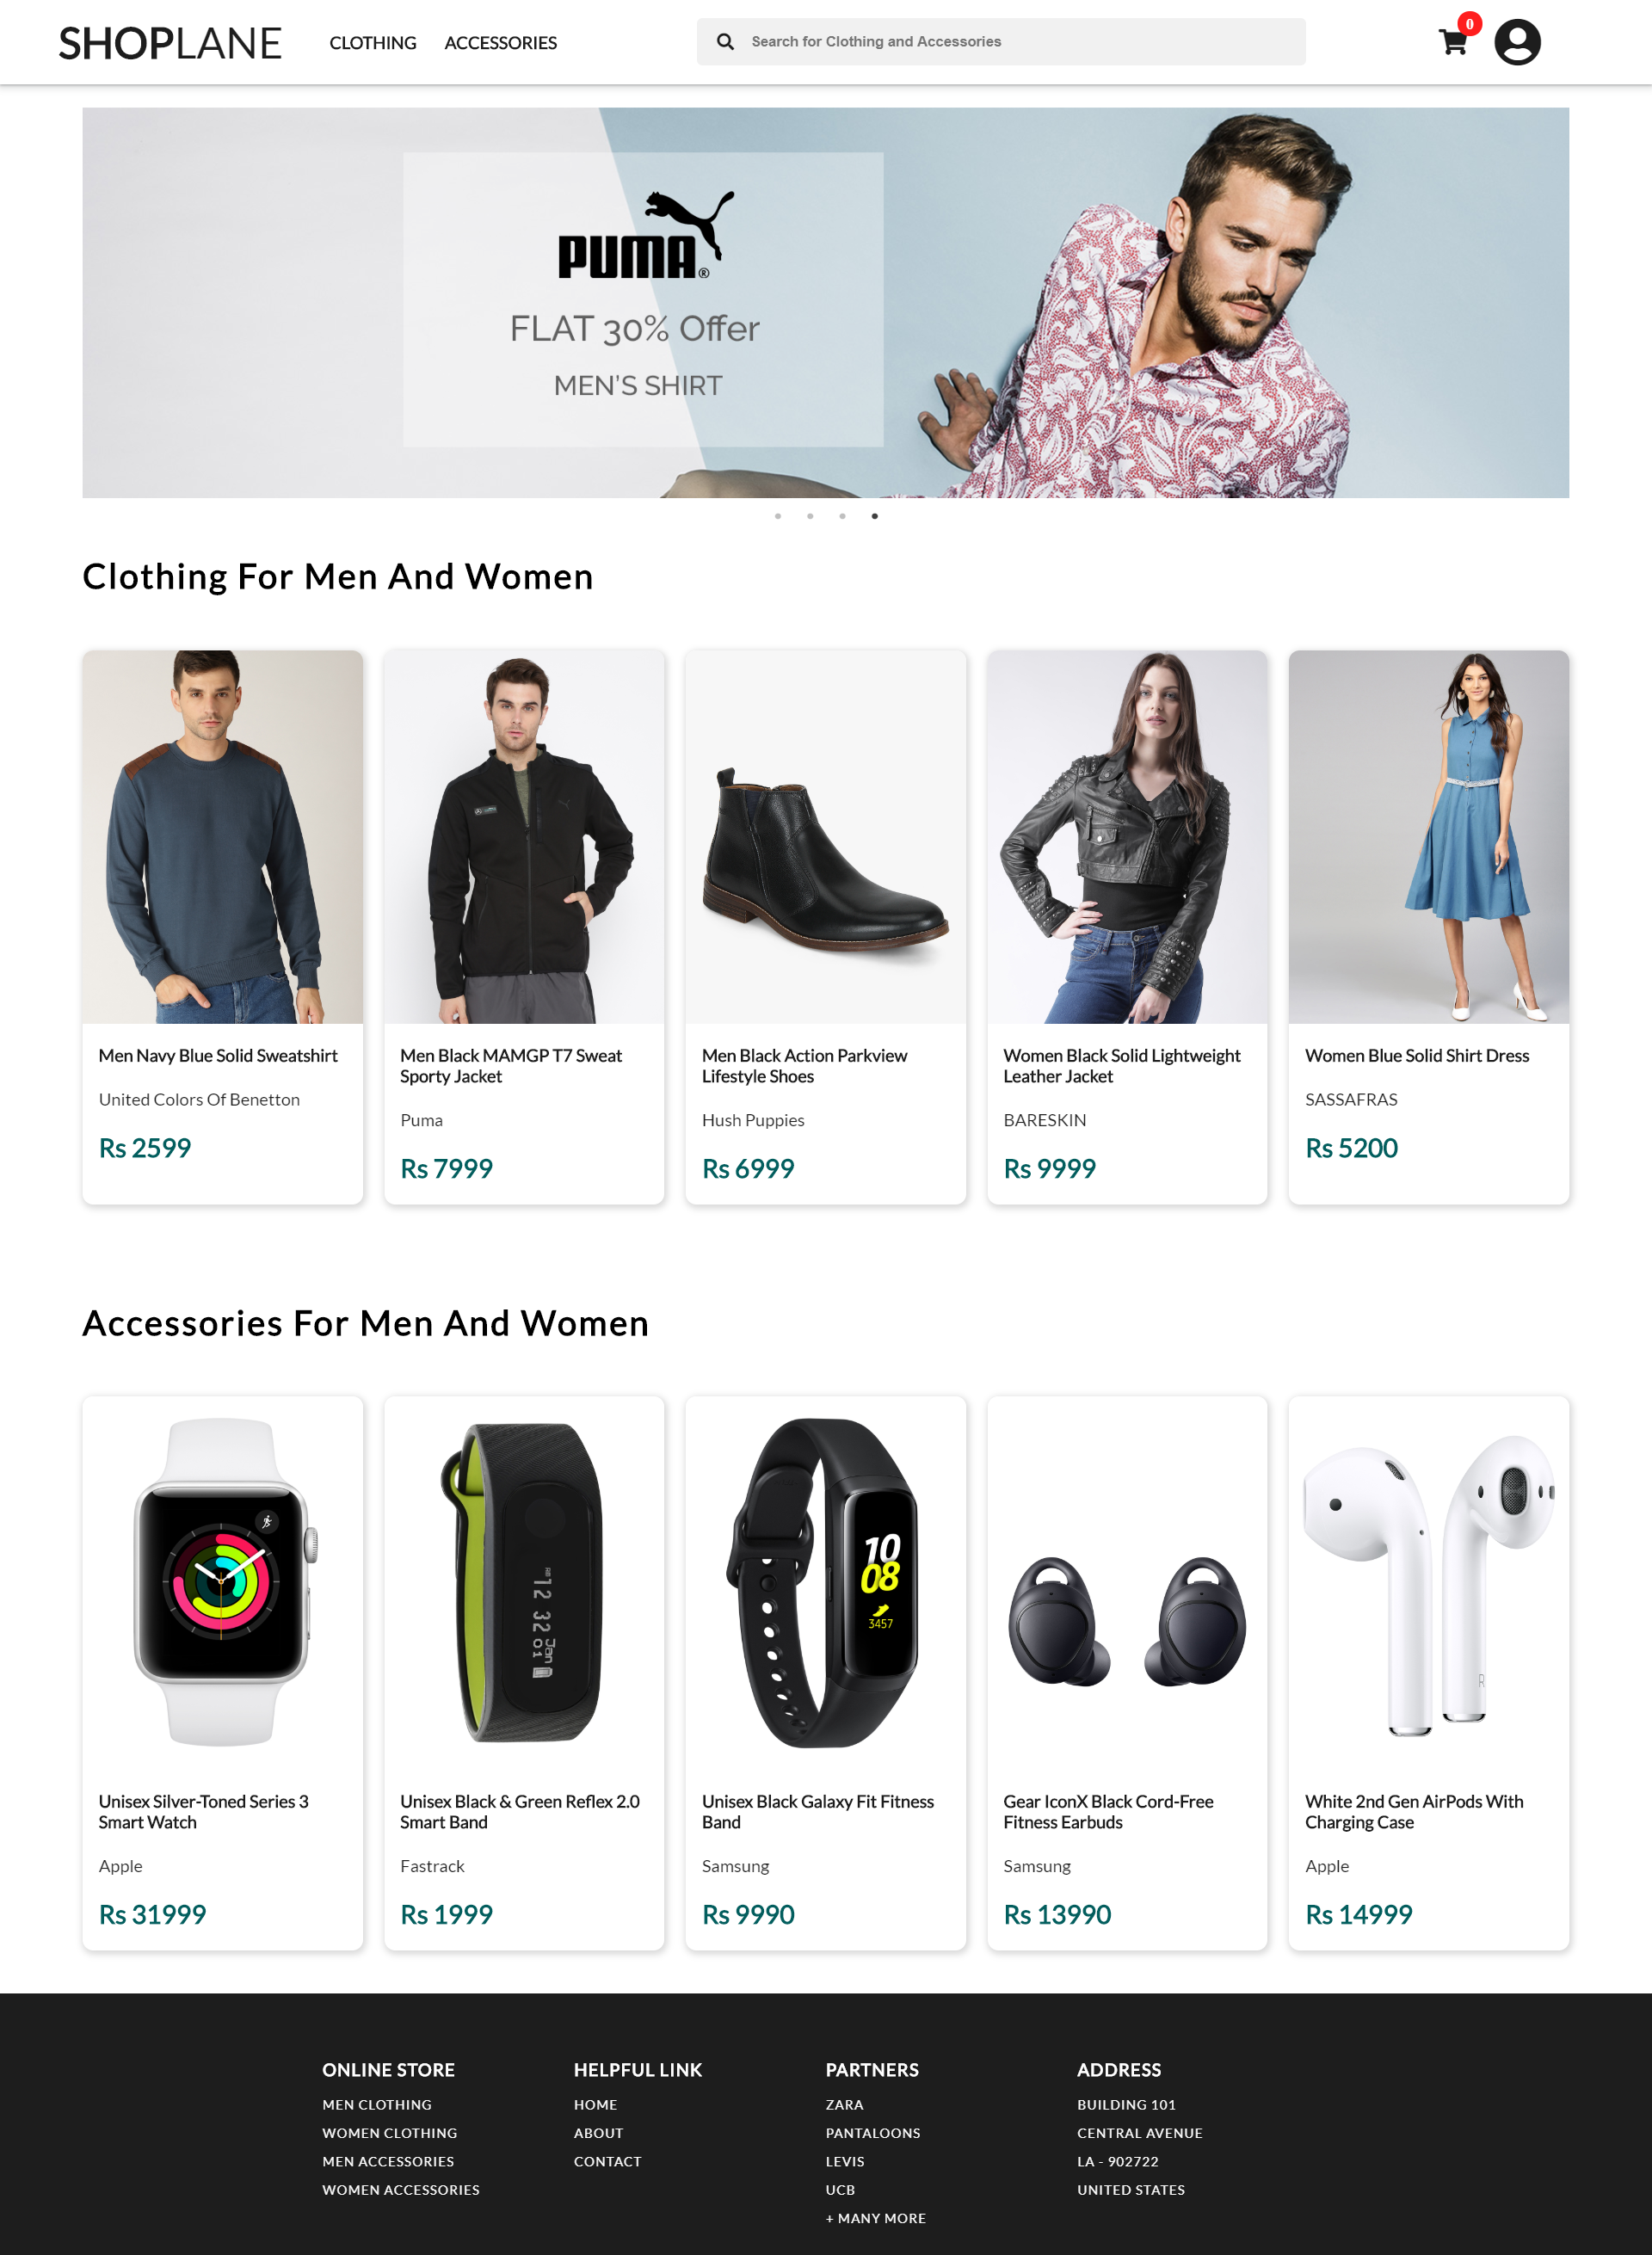 SHOPLANE
CLOTHING
ACCESSORIES
Search for Clothing and Accessories
0
PUMA®
FLAT 30% Offer
MEN'S SHIRT
Clothing For Men And Women
Men Navy Blue Solid Sweatshirt
United Colors Of Benetton
Rs 2599
Men Black MAMGP T7 Sweat
Sporty Jacket
Puma
Rs 7999
Men Black Action Parkview
Lifestyle Shoes
Hush Puppies
Rs 6999
Women Black Solid Lightweight
Leather Jacket
BARESKIN
Rs 9999
Women Blue Solid Shirt Dress
SASSAFRAS
Rs 5200
Accessories For Men And Women
12 32
Jan
01
10
08
3457
R
Unisex Silver-Toned Series 3
Smart Watch
Apple
Rs 31999
Unisex Black & Green Reflex 2.0
Smart Band
Fastrack
Rs 1999
Unisex Black Galaxy Fit Fitness
Band
Samsung
Rs 9990
Gear IconX Black Cord-Free
Fitness Earbuds
Samsung
Rs 13990
White 2nd Gen AirPods With
Charging Case
Apple
Rs 14999
ONLINE STORE
MEN CLOTHING
WOMEN CLOTHING
MEN ACCESSORIES
WOMEN ACCESSORIES
HELPFUL LINK
HOME
ABOUT
CONTACT
PARTNERS
ZARA
PANTALOONS
LEVIS
UCB
+ MANY MORE
ADDRESS
BUILDING 101
CENTRAL AVENUE
LA - 902722
UNITED STATES